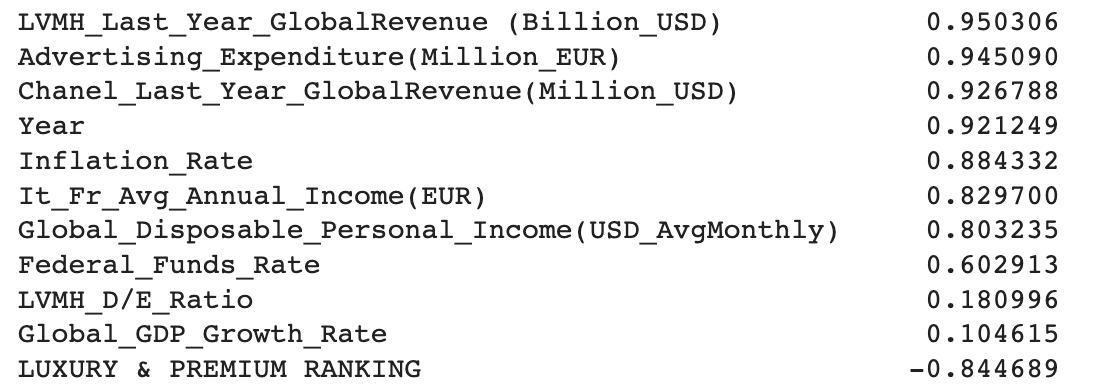 LVMH_Last_Year_GlobalRevenue (Billion_USD) 0.950306
Advertising_Expenditure(Million_EUR) 0.945090
Chanel_Last_Year_GlobalRevenue(Million_USD) 0.926788
Year 0.921249
Inflation_Rate 0.884332
It_Fr_Avg_Annual_Income(EUR) 0.829700
Global_Disposable_Personal_Income(USD_AvgMonthly) 0.803235
Federal_Funds_Rate 0.602913
LVMH_D/E_Ratio 0.180996
Global_GDP_Growth_Rate 0.104615
LUXURY & PREMIUM RANKING -0.844689